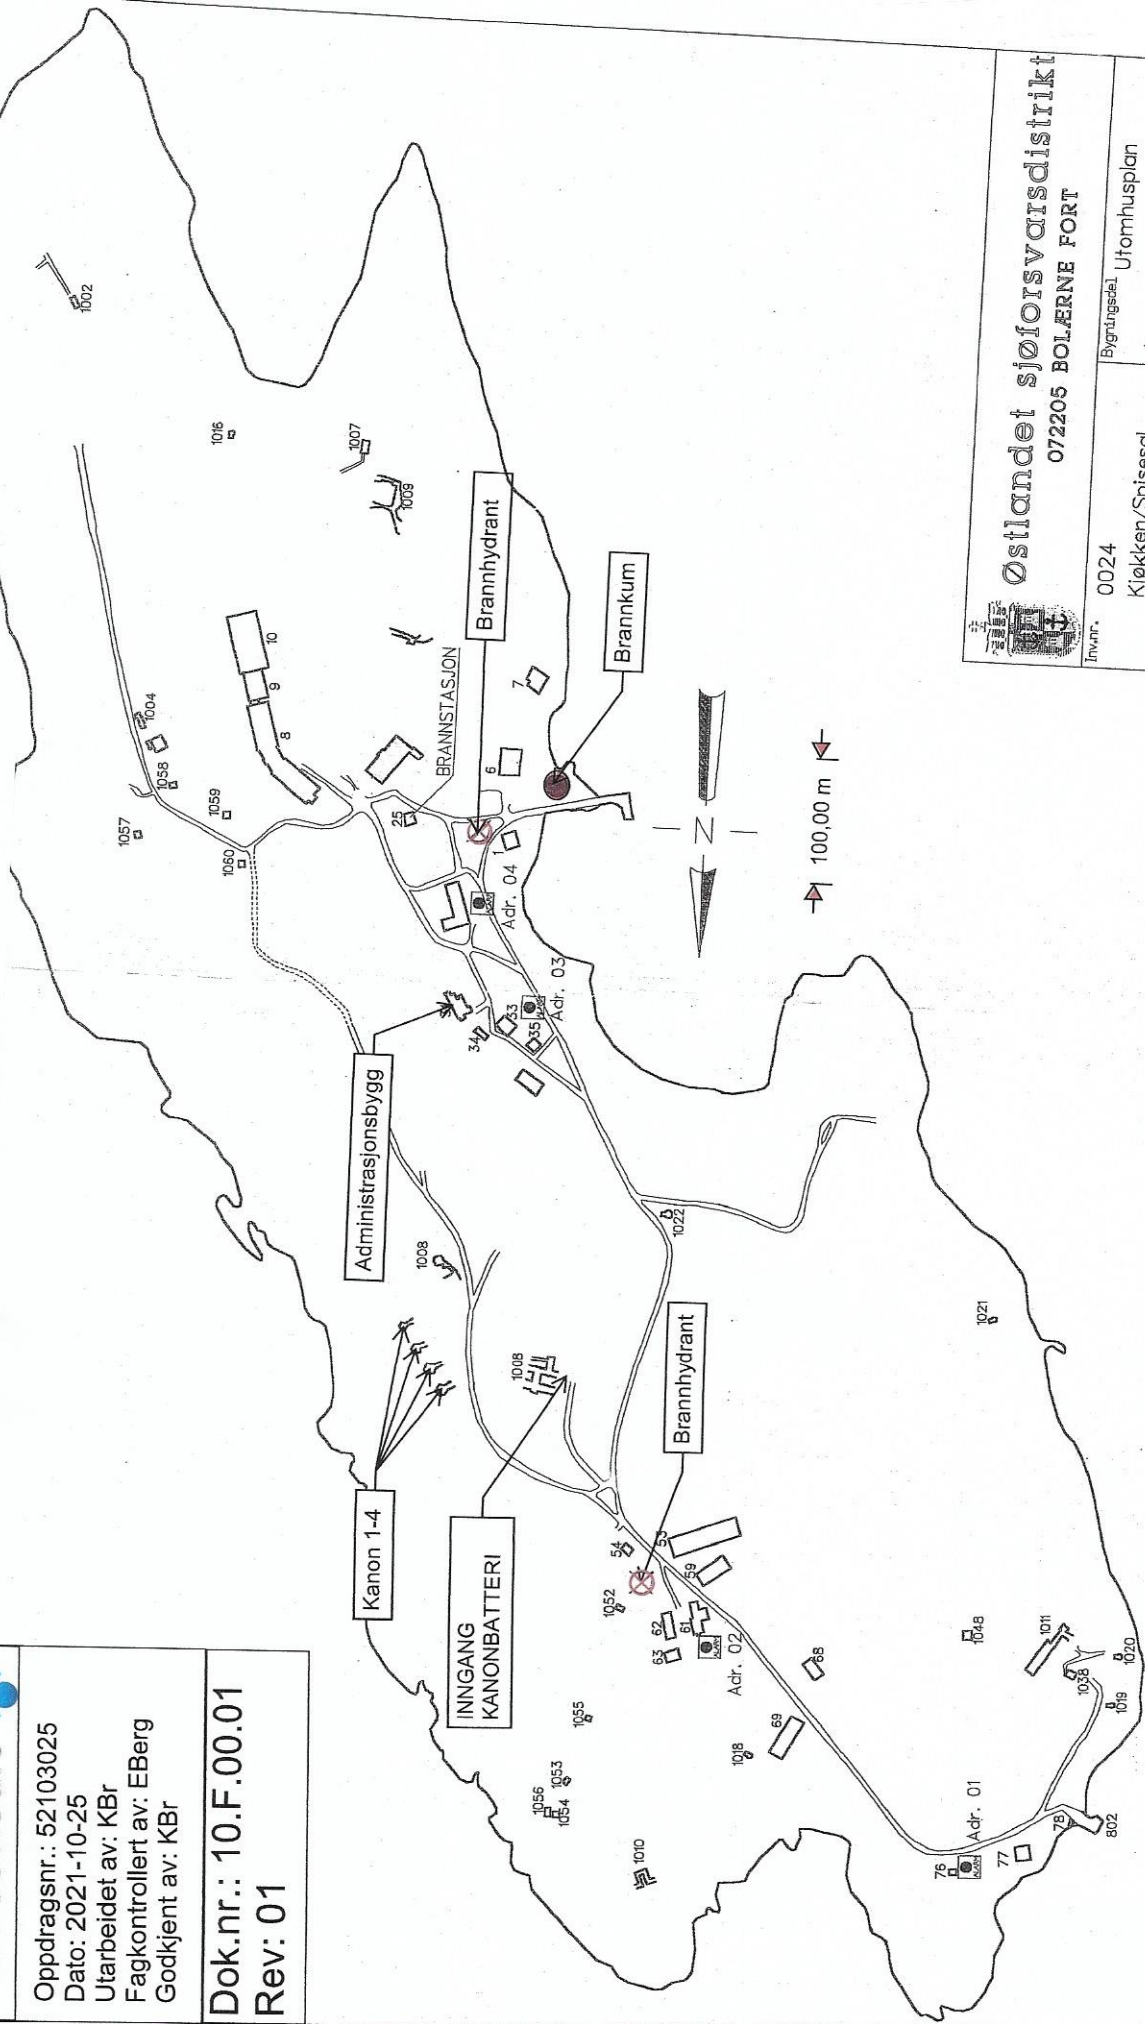 Oppdragsnr.: 52103025
Dato: 2021-10-25
Utarbeidet av: KBr
Fagkontrollert av: EBerg
Godkjent av: KBr
Dok.nr.: 10.F.00.01
Rev: 01
Kanon 1-4
INNGANG
KANONBATTERI
Administrasjonsbygg
Brannhydrant
Brannhydrant
Brannkum
BRANNSTASJON
1002
1016
1007
1009
10
9
8
1004
1058
1057
1059
1060
25
7
6
1
Adr. 04
ALARM
Adr. 03
ALARM
33
34
35
1008
1008
1022
1021
54
53
59
1052
62
61
63
ALARM
Adr. 02
68
69
1018
1055
1053
1056
1054
1010
1048
1011
1038
1020
1019
Adr. 01
ALARM
76
77
78
802
N
100,00 m
Østlandet sjøforsvarsdistrikt
072205 BOLÆRNE FORT
Inv.nr.
0024
Bygningsdel
Utomhusplan
Kjøkken/Spisesal